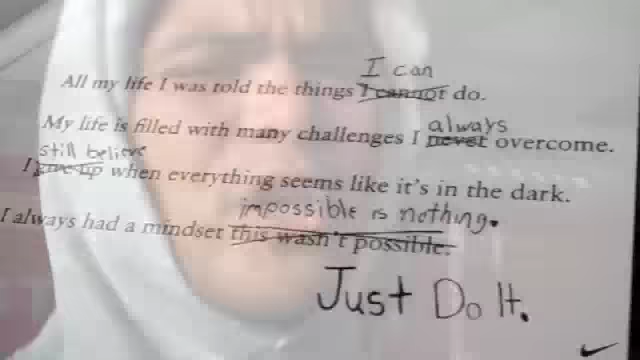 I can
All my life I was told the things I cannot do.
always
My life is filled with many challenges I never overcome.
still believe
I give up when everything seems like it's in the dark.
impossible is nothing.
I always had a mindset this wasn't possible.
Just Do It.